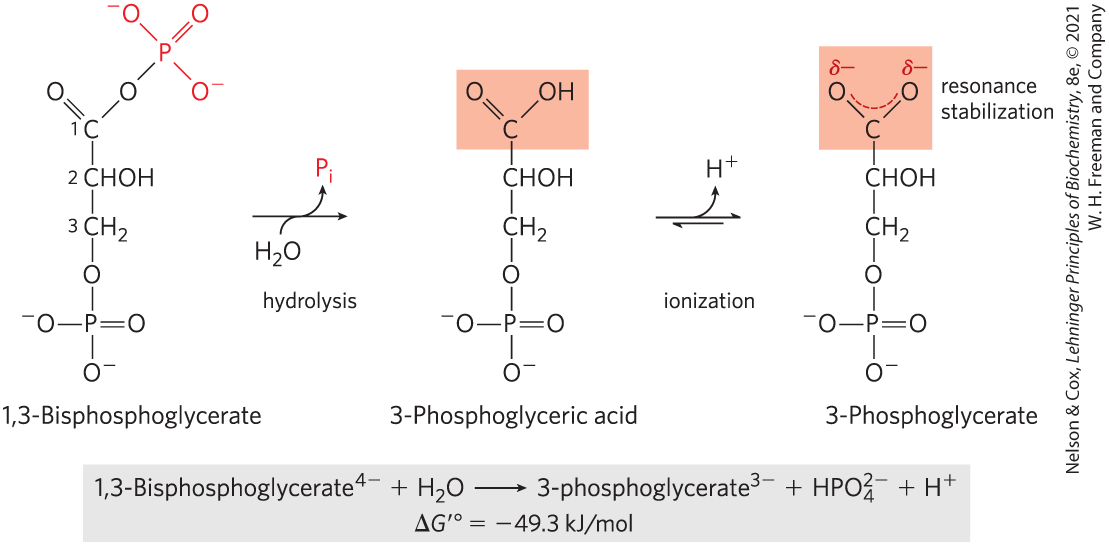 ⁻O O
P
O O⁻
O
1C
2 CHOH
3 CH₂
O
⁻O—P=O
O⁻
1,3-Bisphosphoglycerate
Pᵢ
H₂O
hydrolysis
O OH
C
CHOH
CH₂
O
⁻O—P=O
O⁻
3-Phosphoglyceric acid
H⁺
ionization
δ− δ−
O O
C
CHOH
CH₂
O
⁻O—P=O
O⁻
3-Phosphoglycerate
resonance
stabilization
1,3-Bisphosphoglycerate⁴⁻ + H₂O ⟶ 3-phosphoglycerate³⁻ + HPO₄²⁻ + H⁺
ΔG′° = −49.3 kJ/mol
Nelson & Cox, Lehninger Principles of Biochemistry, 8e, © 2021
W. H. Freeman and Company